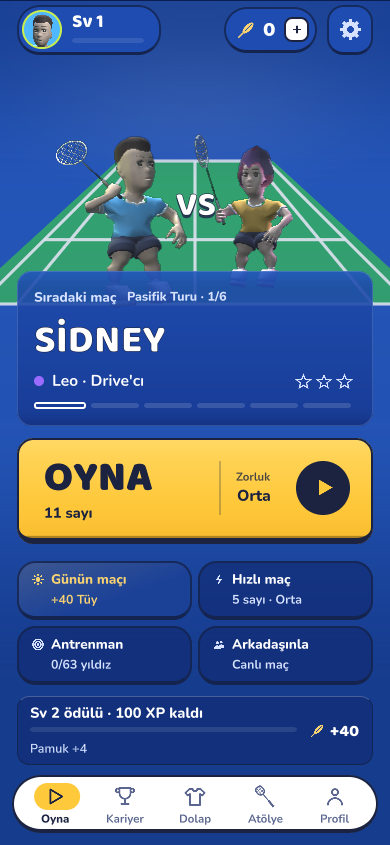 Sv 1
0 +
VS
Sıradaki maç Pasifik Turu · 1/6
SİDNEY
Leo · Drive'cı
OYNA
11 sayı
Zorluk
Orta
Günün maçı
+40 Tüy
Hızlı maç
5 sayı · Orta
Antrenman
0/63 yıldız
Arkadaşınla
Canlı maç
Sv 2 ödülü · 100 XP kaldı
+40
Pamuk +4
Oyna Kariyer Dolap Atölye Profil